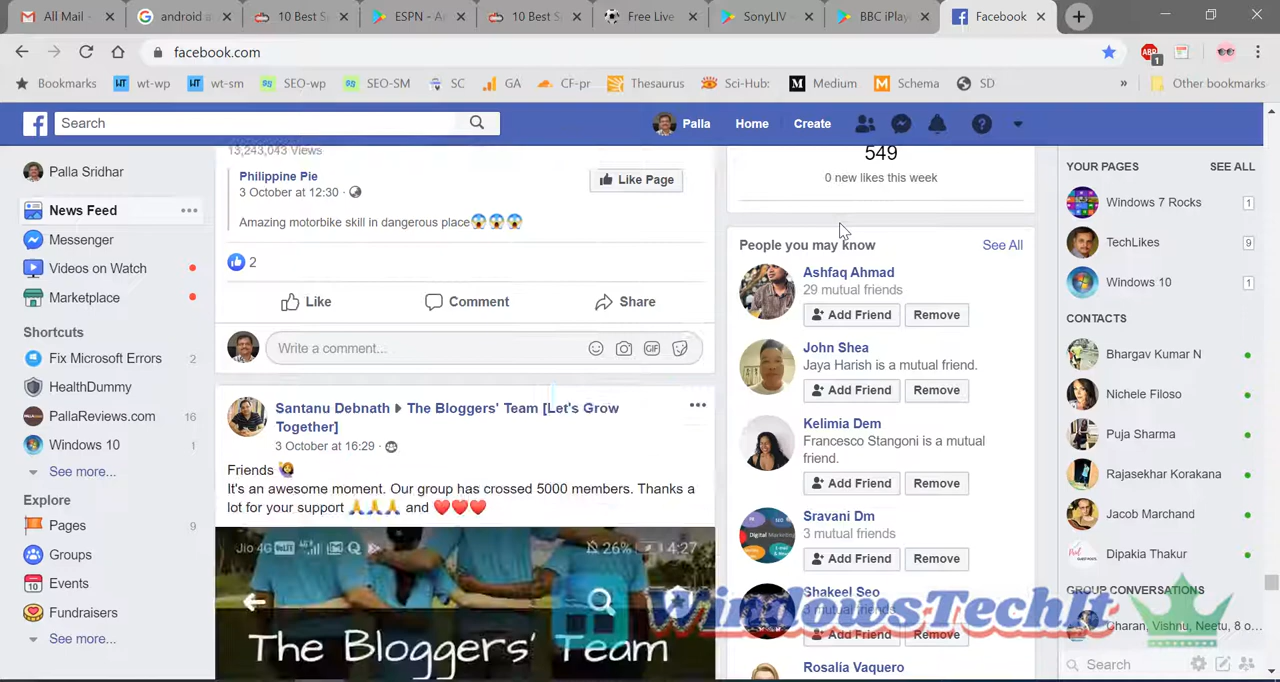 All Mail -
android a
10 Best S
ESPN - A
10 Best S
Free Live
SonyLIV -
BBC iPlay
Facebook
facebook.com
ABP
1
Bookmarks
wt-wp
wt-sm
SEO-wp
SEO-SM
SC
GA
CF-pr
Thesaurus
Sci-Hub:
Medium
Schema
SD
»
Other bookmarks
Search
Palla
Home
Create
Palla Sridhar
News Feed
Messenger
Videos on Watch
Marketplace
Shortcuts
Fix Microsoft Errors 2
HealthDummy
PallaReviews.com 16
Windows 10 1
See more...
Explore
Pages 9
Groups
Events
Fundraisers
See more...
13,243,043 Views
Philippine Pie
3 October at 12:30 ·
Like Page
Amazing motorbike skill in dangerous place😱😱😱
2
Like
Comment
Share
Write a comment...
GIF
Santanu Debnath ▸ The Bloggers' Team [Let's Grow
Together]
3 October at 16:29 ·
Friends 🙋
It's an awesome moment. Our group has crossed 5000 members. Thanks a
lot for your support 🙏🙏🙏 and ❤️❤️❤️
Jio 4G VoLTE
26%
4:27
The Bloggers' Team
549
0 new likes this week
People you may know
See All
Ashfaq Ahmad
29 mutual friends
Add Friend
Remove
John Shea
Jaya Harish is a mutual friend.
Add Friend
Remove
Kelimia Dem
Francesco Stangoni is a mutual
friend.
Add Friend
Remove
Sravani Dm
3 mutual friends
Add Friend
Remove
Shakeel Seo
3 mutual friends
Add Friend
Remove
Rosalia Vaquero
YOUR PAGES
SEE ALL
Windows 7 Rocks 1
TechLikes 9
Windows 10 1
CONTACTS
Bhargav Kumar N
Nichele Filoso
Puja Sharma
Rajasekhar Korakana
Jacob Marchand
Dipakia Thakur
GROUP CONVERSATIONS
Charan, Vishnu, Neetu, 8 o...
Search
WindowsTechIt